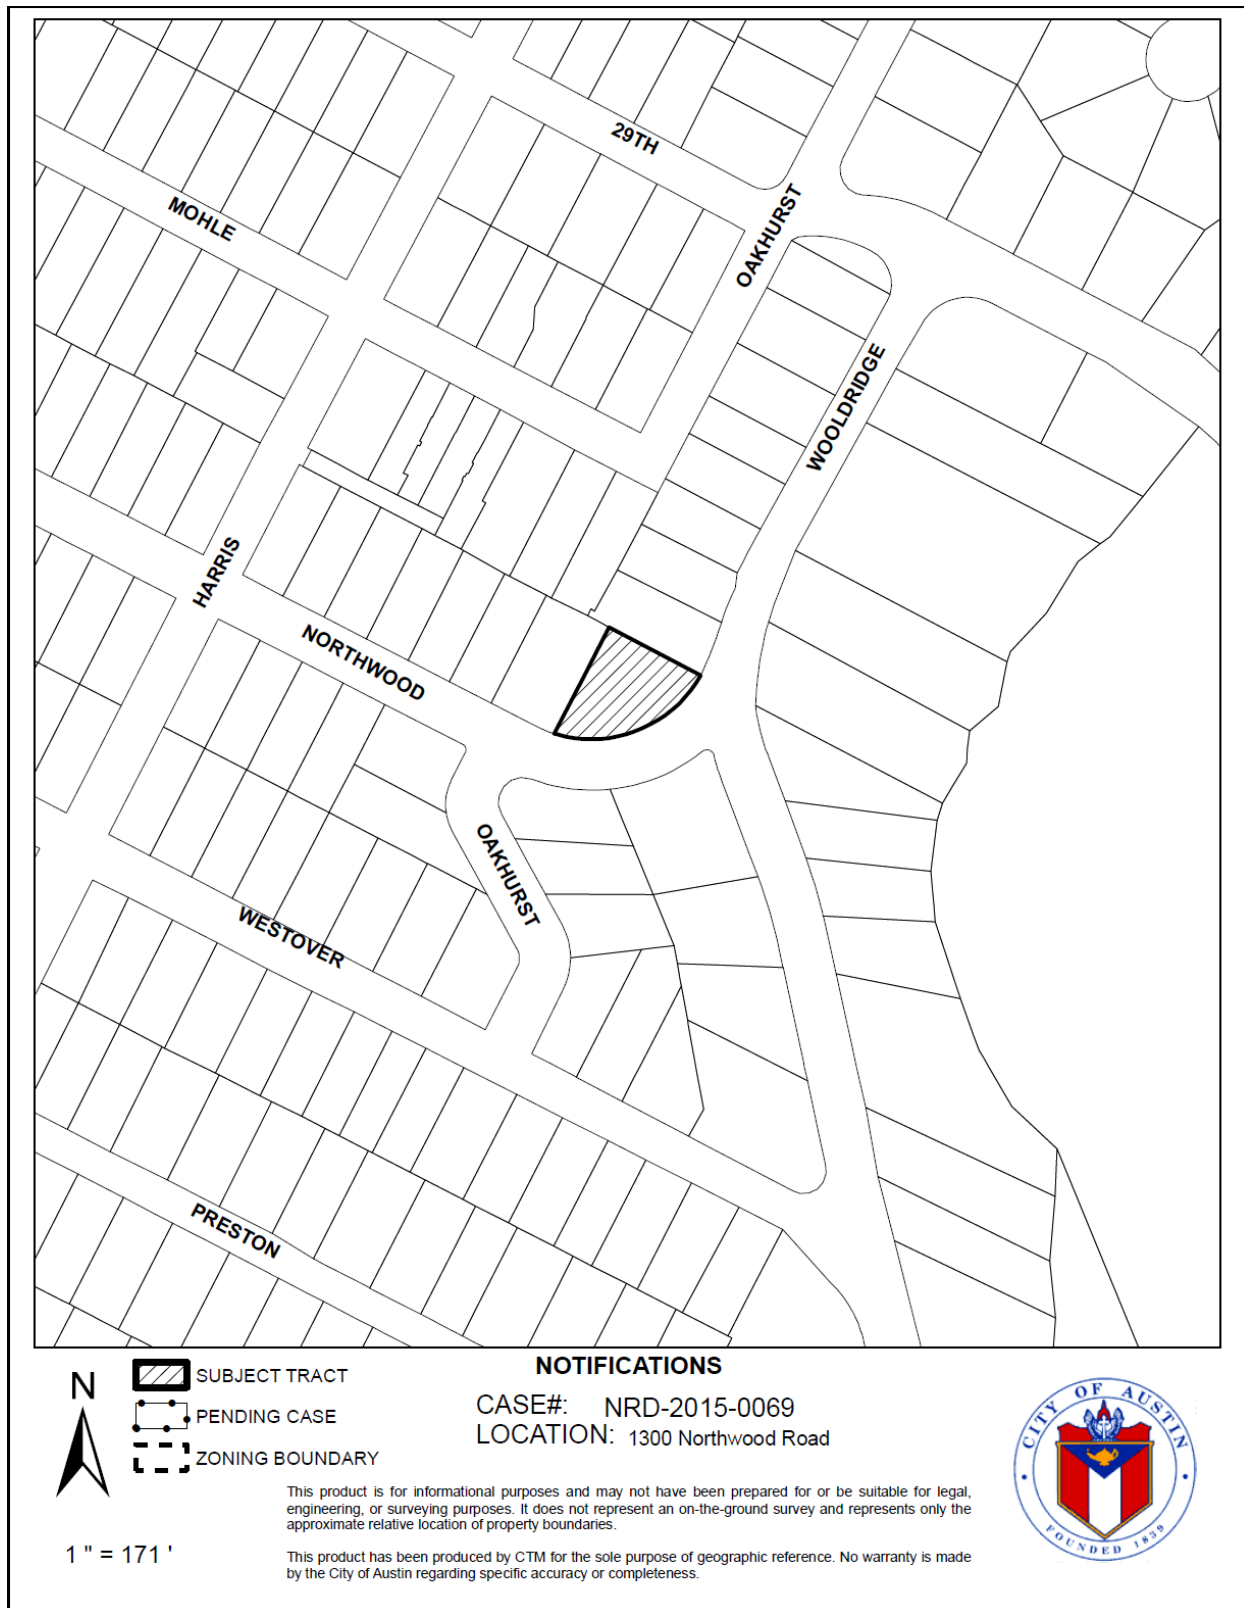 29TH
MOHLE
OAKHURST
WOOLDRIDGE
HARRIS
NORTHWOOD
OAKHURST
WESTOVER
PRESTON
N
SUBJECT TRACT
PENDING CASE
ZONING BOUNDARY
1 " = 171 '
NOTIFICATIONS
CASE#: NRD-2015-0069
LOCATION: 1300 Northwood Road
This product is for informational purposes and may not have been prepared for or be suitable for legal,
engineering, or surveying purposes. It does not represent an on-the-ground survey and represents only the
approximate relative location of property boundaries.
This product has been produced by CTM for the sole purpose of geographic reference. No warranty is made
by the City of Austin regarding specific accuracy or completeness.
CITY OF AUSTIN
FOUNDED 1839